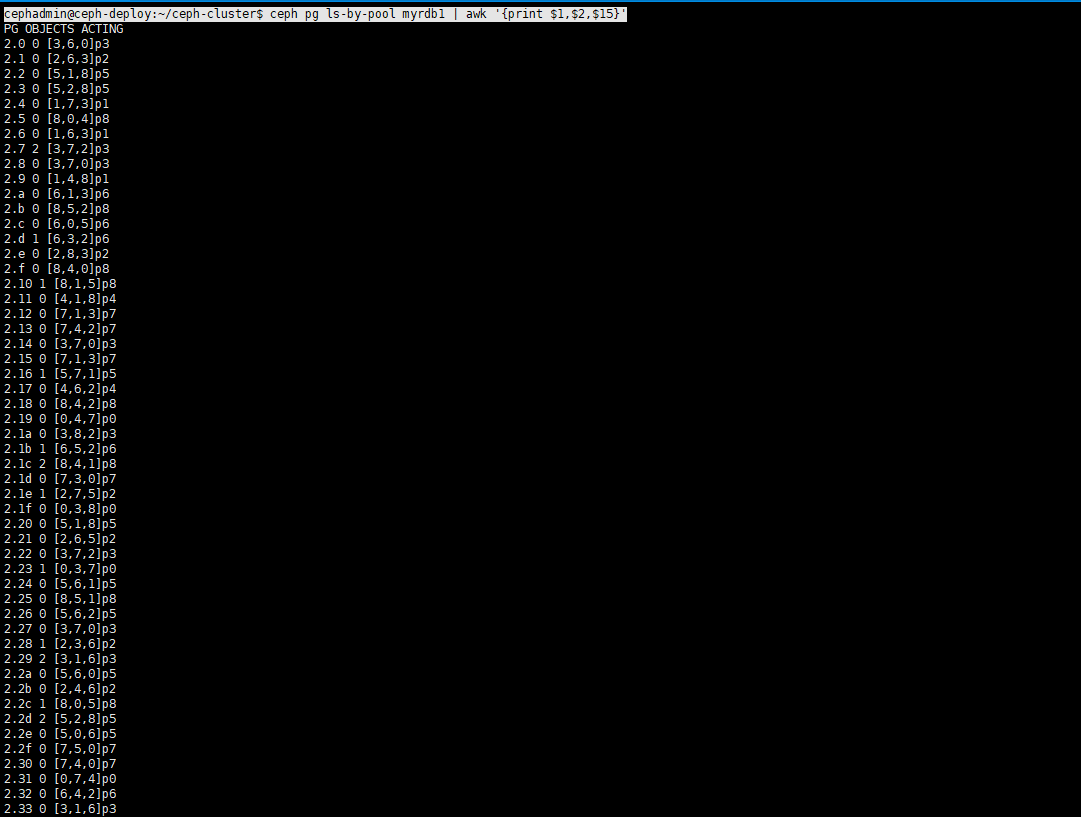 cephadmin@ceph-deploy:~/ceph-cluster$ ceph pg ls-by-pool myrdb1 | awk '{print $1,$2,$15}'
PG OBJECTS ACTING
2.0 0 [3,6,0]p3
2.1 0 [2,6,3]p2
2.2 0 [5,1,8]p5
2.3 0 [5,2,8]p5
2.4 0 [1,7,3]p1
2.5 0 [8,0,4]p8
2.6 0 [1,6,3]p1
2.7 2 [3,7,2]p3
2.8 0 [3,7,0]p3
2.9 0 [1,4,8]p1
2.a 0 [6,1,3]p6
2.b 0 [8,5,2]p8
2.c 0 [6,0,5]p6
2.d 1 [6,3,2]p6
2.e 0 [2,8,3]p2
2.f 0 [8,4,0]p8
2.10 1 [8,1,5]p8
2.11 0 [4,1,8]p4
2.12 0 [7,1,3]p7
2.13 0 [7,4,2]p7
2.14 0 [3,7,0]p3
2.15 0 [7,1,3]p7
2.16 1 [5,7,1]p5
2.17 0 [4,6,2]p4
2.18 0 [8,4,2]p8
2.19 0 [0,4,7]p0
2.1a 0 [3,8,2]p3
2.1b 1 [6,5,2]p6
2.1c 2 [8,4,1]p8
2.1d 0 [7,3,0]p7
2.1e 1 [2,7,5]p2
2.1f 0 [0,3,8]p0
2.20 0 [5,1,8]p5
2.21 0 [2,6,5]p2
2.22 0 [3,7,2]p3
2.23 1 [0,3,7]p0
2.24 0 [5,6,1]p5
2.25 0 [8,5,1]p8
2.26 0 [5,6,2]p5
2.27 0 [3,7,0]p3
2.28 1 [2,3,6]p2
2.29 2 [3,1,6]p3
2.2a 0 [5,6,0]p5
2.2b 0 [2,4,6]p2
2.2c 1 [8,0,5]p8
2.2d 2 [5,2,8]p5
2.2e 0 [5,0,6]p5
2.2f 0 [7,5,0]p7
2.30 0 [7,4,0]p7
2.31 0 [0,7,4]p0
2.32 0 [6,4,2]p6
2.33 0 [3,1,6]p3